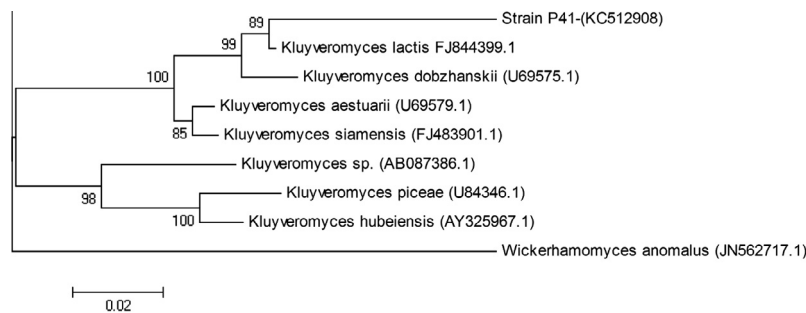 89
Strain P41-(KC512908)
99
Kluyveromyces lactis FJ844399.1
Kluyveromyces dobzhanskii (U69575.1)
100
Kluyveromyces aestuarii (U69579.1)
85
Kluyveromyces siamensis (FJ483901.1)
Kluyveromyces sp. (AB087386.1)
98
Kluyveromyces piceae (U84346.1)
100
Kluyveromyces hubeiensis (AY325967.1)
Wickerhamomyces anomalus (JN562717.1)
0.02